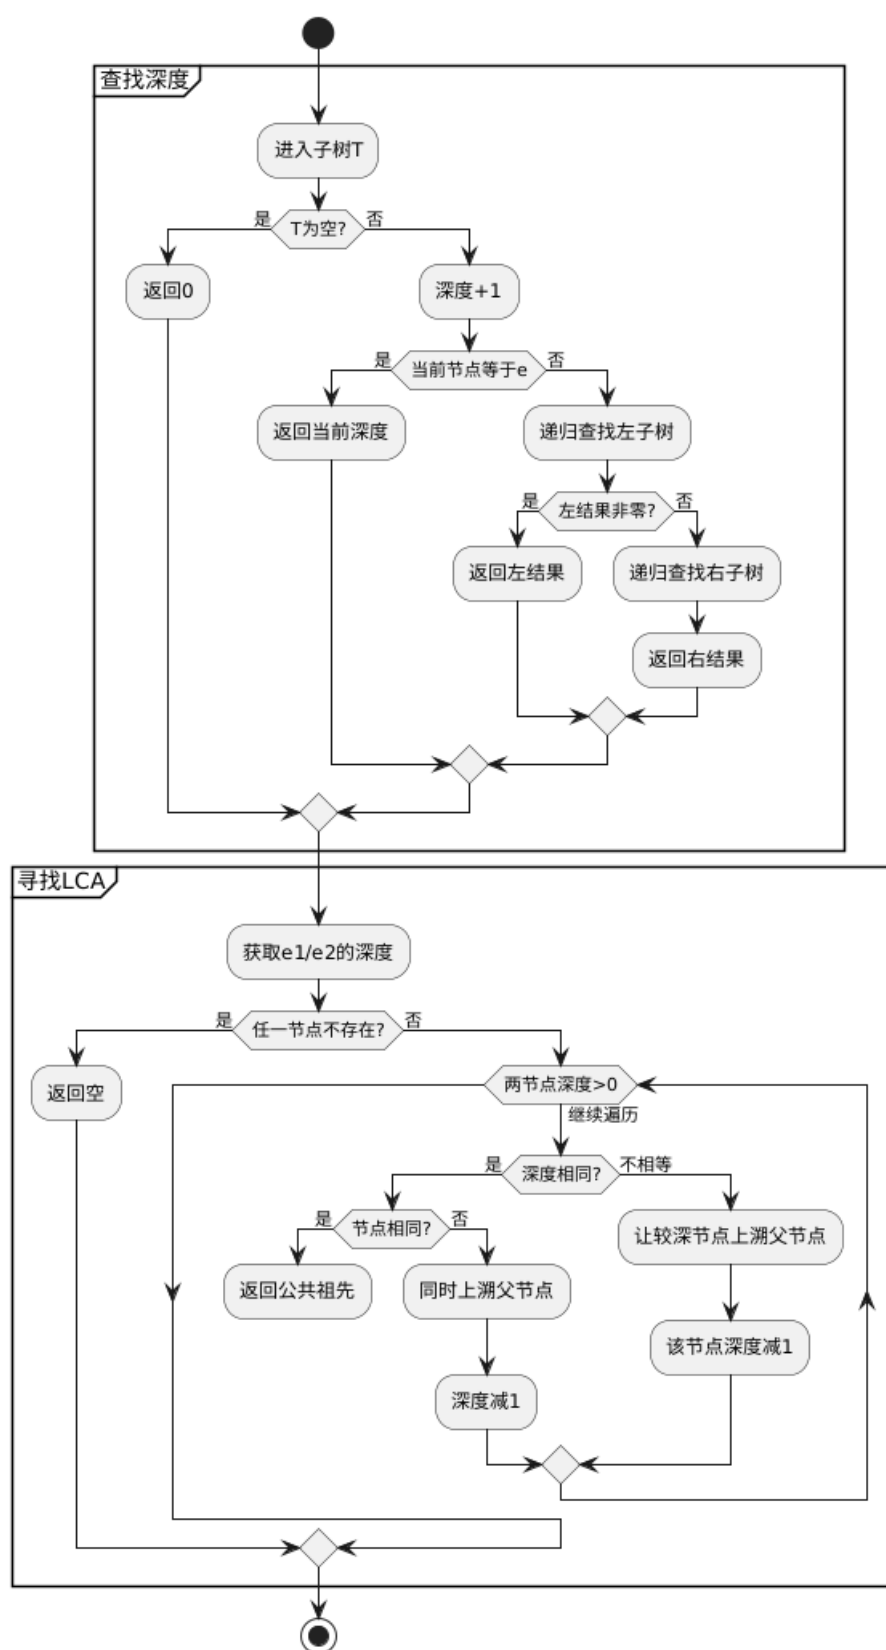 查找深度
进入子树T
是
T为空?
否
返回0
深度+1
是
当前节点等于e
否
返回当前深度
递归查找左子树
是
左结果非零?
否
返回左结果
递归查找右子树
返回右结果
寻找LCA
获取e1/e2的深度
是
任一节点不存在?
否
返回空
两节点深度>0
继续遍历
是
深度相同?
不相等
是
节点相同?
否
让较深节点上溯父节点
返回公共祖先
同时上溯父节点
该节点深度减1
深度减1